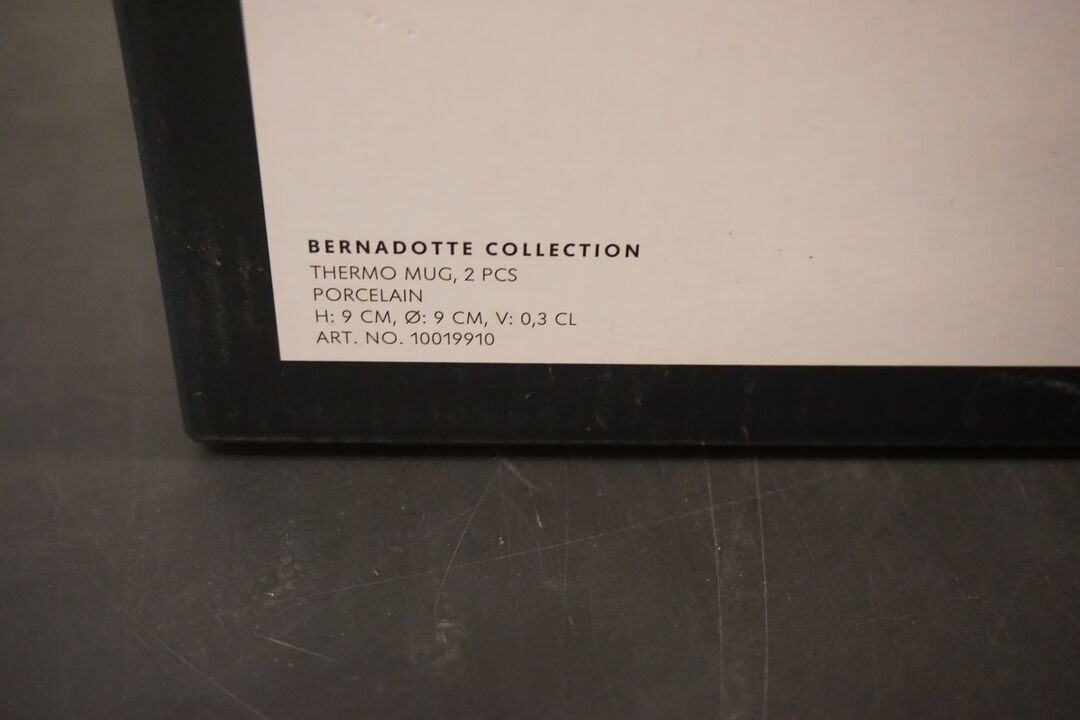 BERNADOTTE COLLECTION
THERMO MUG, 2 PCS
PORCELAIN
H: 9 CM, Ø: 9 CM, V: 0,3 CL
ART. NO. 10019910